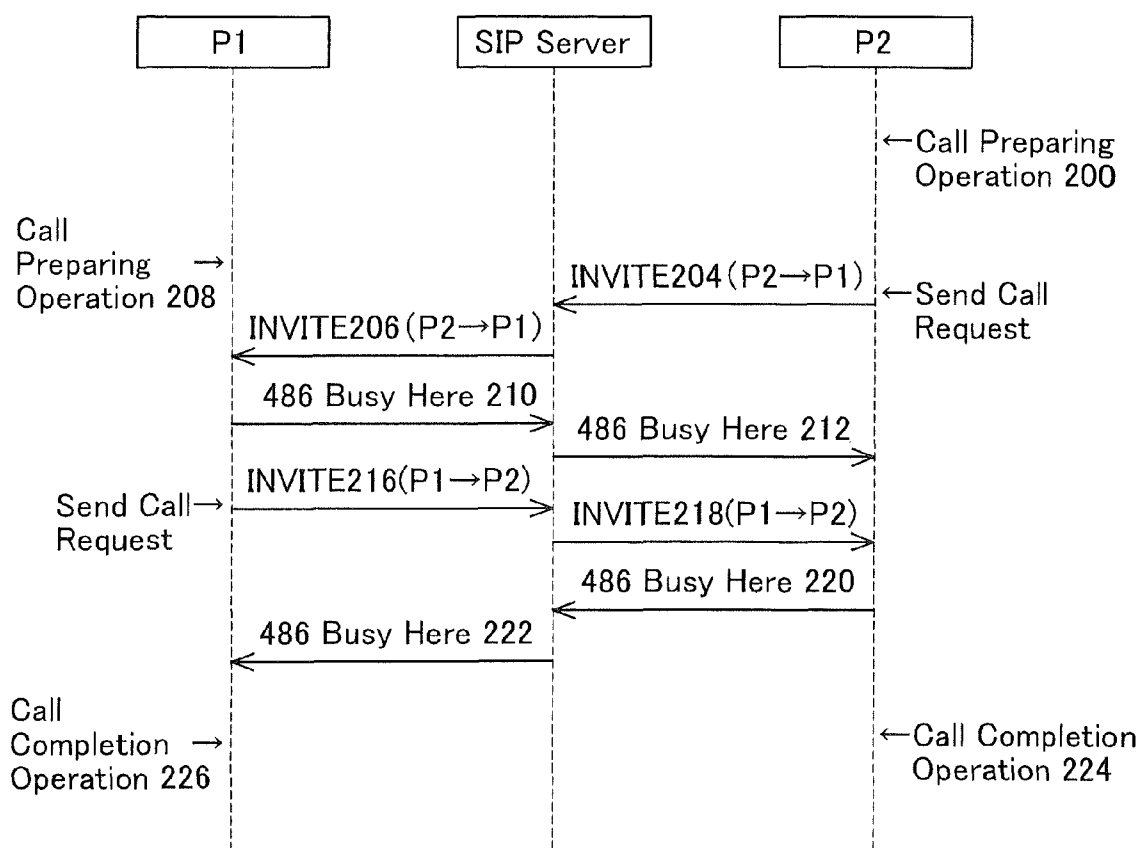 P1
SIP Server
P2
←Call Preparing
Operation 200
Call
Preparing →
Operation 208
INVITE204(P2→P1)
←Send Call
Request
INVITE206(P2→P1)
486 Busy Here 210
486 Busy Here 212
INVITE216(P1→P2)
Send Call→
Request
INVITE218(P1→P2)
486 Busy Here 220
486 Busy Here 222
Call
Completion →
Operation 226
←Call Completion
Operation 224